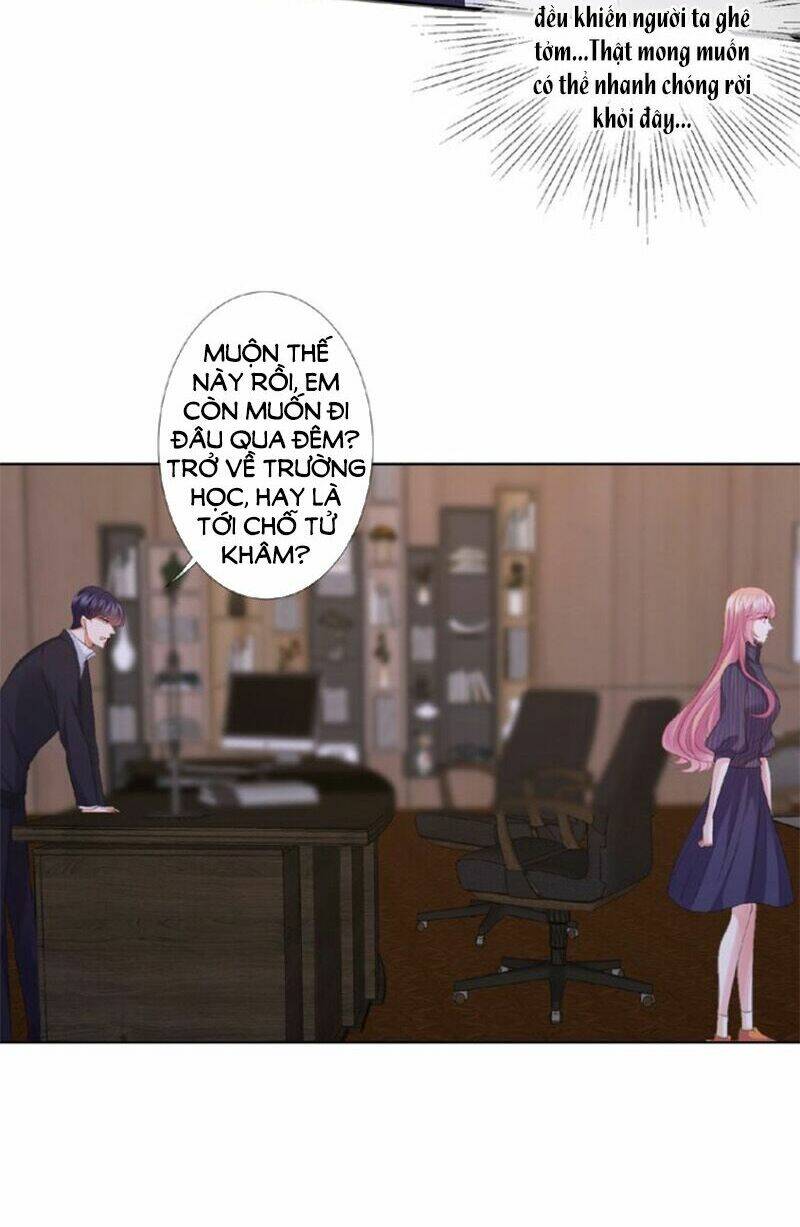 đều khiến người ta ghê
tởm...Thật mong muốn
có thể nhanh chóng rời
khỏi đây...
MUỘN THẾ
NÀY RỒI, EM
CÒN MUỐN ĐI
ĐÂU QUA ĐÊM?
TRỞ VỀ TRƯỜNG
HỌC, HAY LÀ
TỚI CHỖ TỬ
KHÂM?